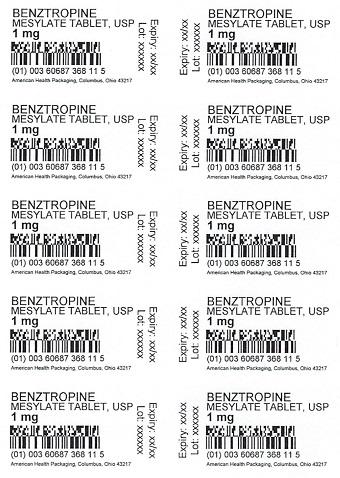 BENZTROPINE
MESYLATE TABLET, USP
1 mg
(01) 003 60687 368 11 5
American Health Packaging, Columbus, Ohio 43217
Expiry: xx/xx
Lot: xxxxxx
Expiry: xx/xx
Lot: xxxxxx
BENZTROPINE
MESYLATE TABLET, USP
1 mg
(01) 003 60687 368 11 5
American Health Packaging, Columbus, Ohio 43217
BENZTROPINE
MESYLATE TABLET, USP
1 mg
(01) 003 60687 368 11 5
American Health Packaging, Columbus, Ohio 43217
Expiry: xx/xx
Lot: xxxxxx
Expiry: xx/xx
Lot: xxxxxx
BENZTROPINE
MESYLATE TABLET, USP
1 mg
(01) 003 60687 368 11 5
American Health Packaging, Columbus, Ohio 43217
BENZTROPINE
MESYLATE TABLET, USP
1 mg
(01) 003 60687 368 11 5
American Health Packaging, Columbus, Ohio 43217
Expiry: xx/xx
Lot: xxxxxx
Expiry: xx/xx
Lot: xxxxxx
BENZTROPINE
MESYLATE TABLET, USP
1 mg
(01) 003 60687 368 11 5
American Health Packaging, Columbus, Ohio 43217
BENZTROPINE
MESYLATE TABLET, USP
1 mg
(01) 003 60687 368 11 5
American Health Packaging, Columbus, Ohio 43217
Expiry: xx/xx
Lot: xxxxxx
Expiry: xx/xx
Lot: xxxxxx
BENZTROPINE
MESYLATE TABLET, USP
1 mg
(01) 003 60687 368 11 5
American Health Packaging, Columbus, Ohio 43217
BENZTROPINE
MESYLATE TABLET, USP
1 mg
(01) 003 60687 368 11 5
American Health Packaging, Columbus, Ohio 43217
Expiry: xx/xx
Lot: xxxxxx
Expiry: xx/xx
Lot: xxxxxx
BENZTROPINE
MESYLATE TABLET, USP
1 mg
(01) 003 60687 368 11 5
American Health Packaging, Columbus, Ohio 43217